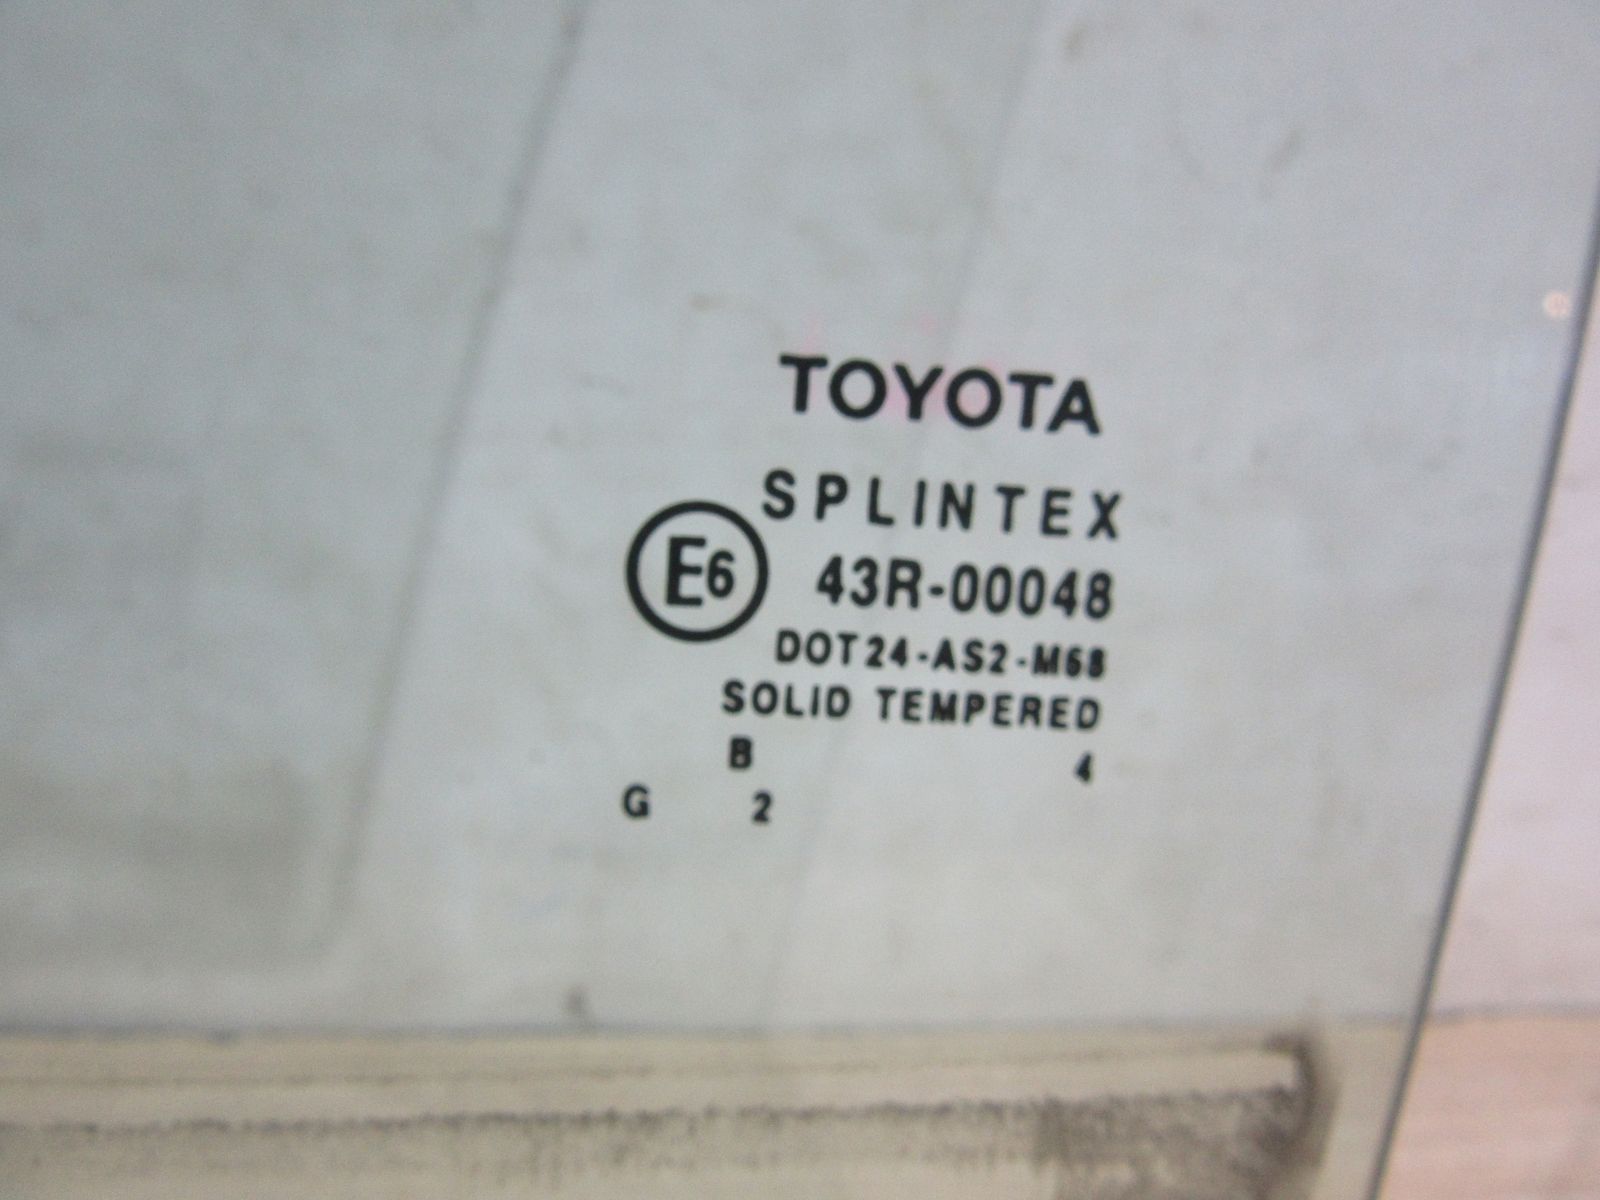 TOYOTA
SPLINTEX
E6 43R-00048
DOT24-AS2-M68
SOLID TEMPERED
B 4
G 2